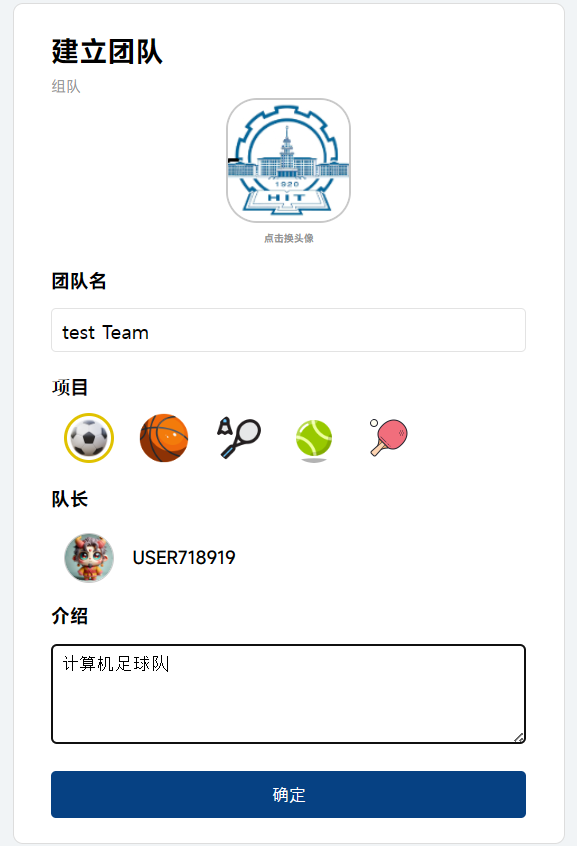 建立团队
组队
1920
HIT
点击换头像
团队名
test Team
项目
队长
USER718919
介绍
计算机足球队
确定